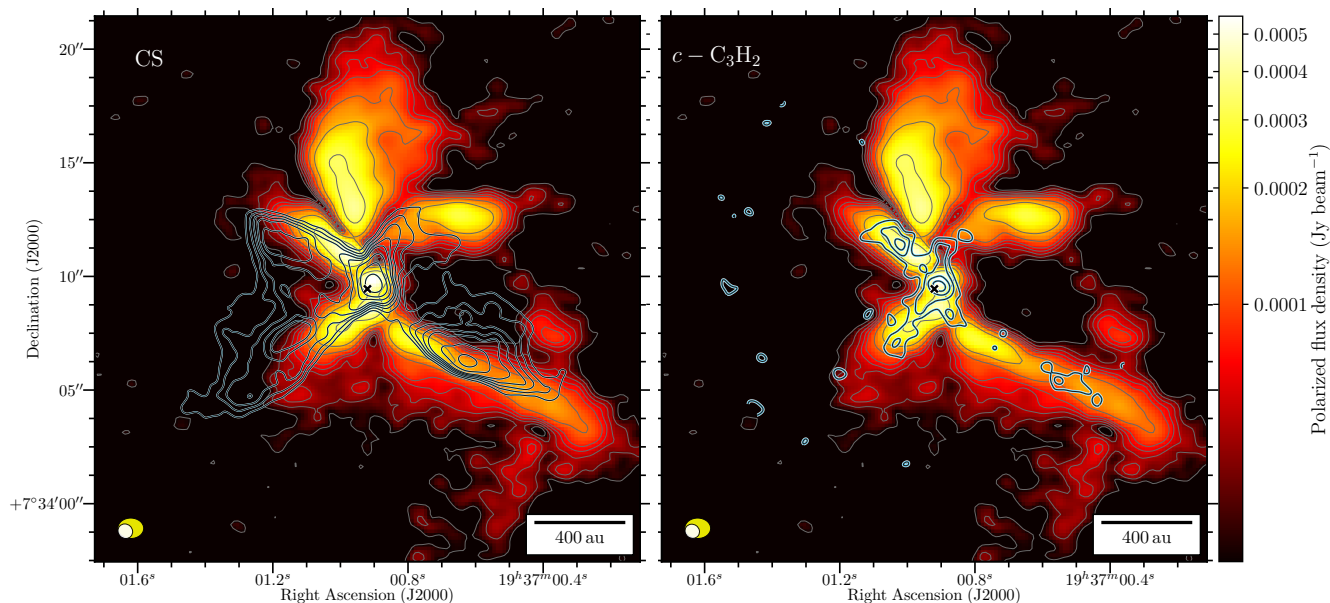 CS
20″
15″
10″
05″
+7°34′00″
Declination (J2000)
400 au
01.6ˢ
01.2ˢ
00.8ˢ
19ʰ37ᵐ00.4ˢ
Right Ascension (J2000)
c − C₃H₂
400 au
01.6ˢ
01.2ˢ
00.8ˢ
19ʰ37ᵐ00.4ˢ
Right Ascension (J2000)
0.0005
0.0004
0.0003
0.0002
0.0001
Polarized flux density (Jy beam⁻¹)